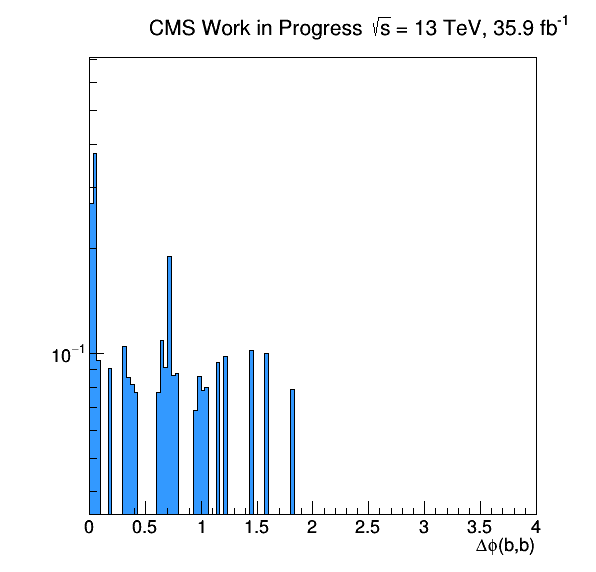 CMS Work in Progress √s = 13 TeV, 35.9 fb⁻¹
10⁻¹
0 0.5 1 1.5 2 2.5 3 3.5 4
Δϕ(b,b)